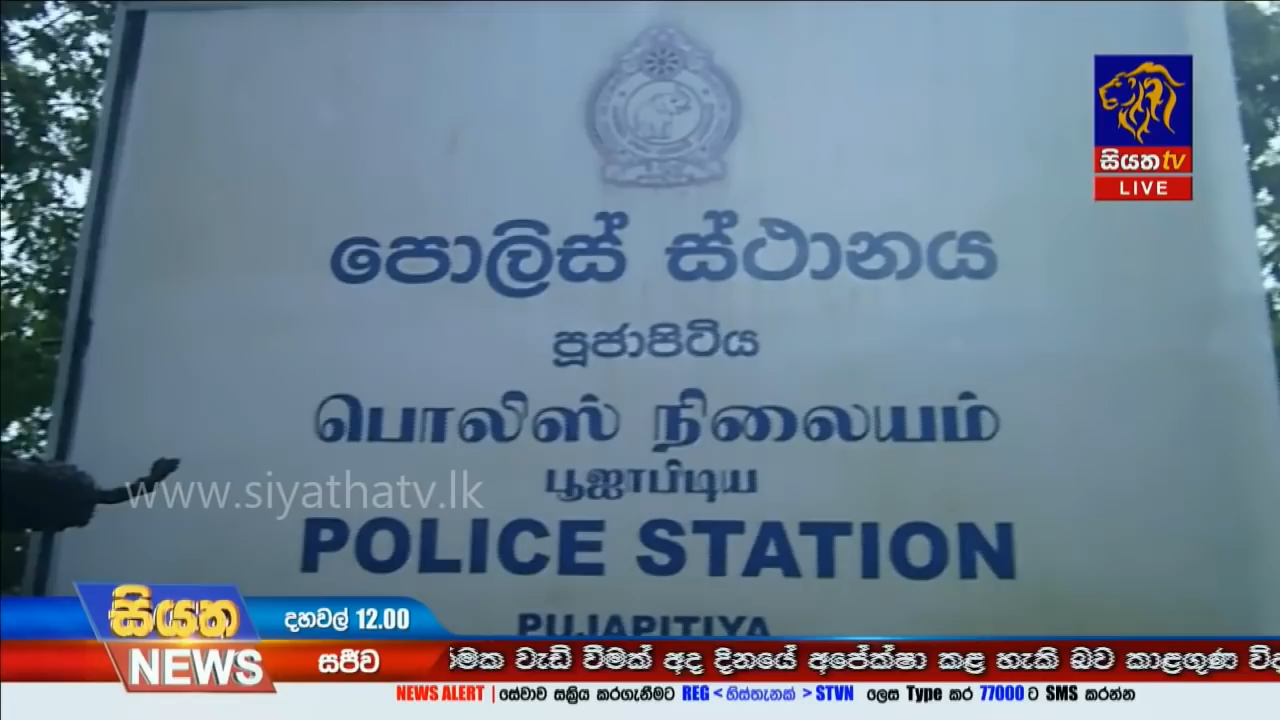 පොලිස් ස්ථානය
පූජාපිටිය
பொலிஸ் நிலையம்
பூஜாபிடிய
POLICE STATION
PUJAPITIYA
www.siyathatv.lk
සියත tv
LIVE
සියත
NEWS
දහවල් 12.00
සජීව
වැඩි වීමක් අද දිනයේ අපේක්ෂා කළ හැකි බව කාළගුණ
NEWS ALERT | සේවාව සක්‍රිය කරගැනීමට REG < හිස්තැනක් > STVN ලෙස Type කර 77000 ට SMS කරන්න